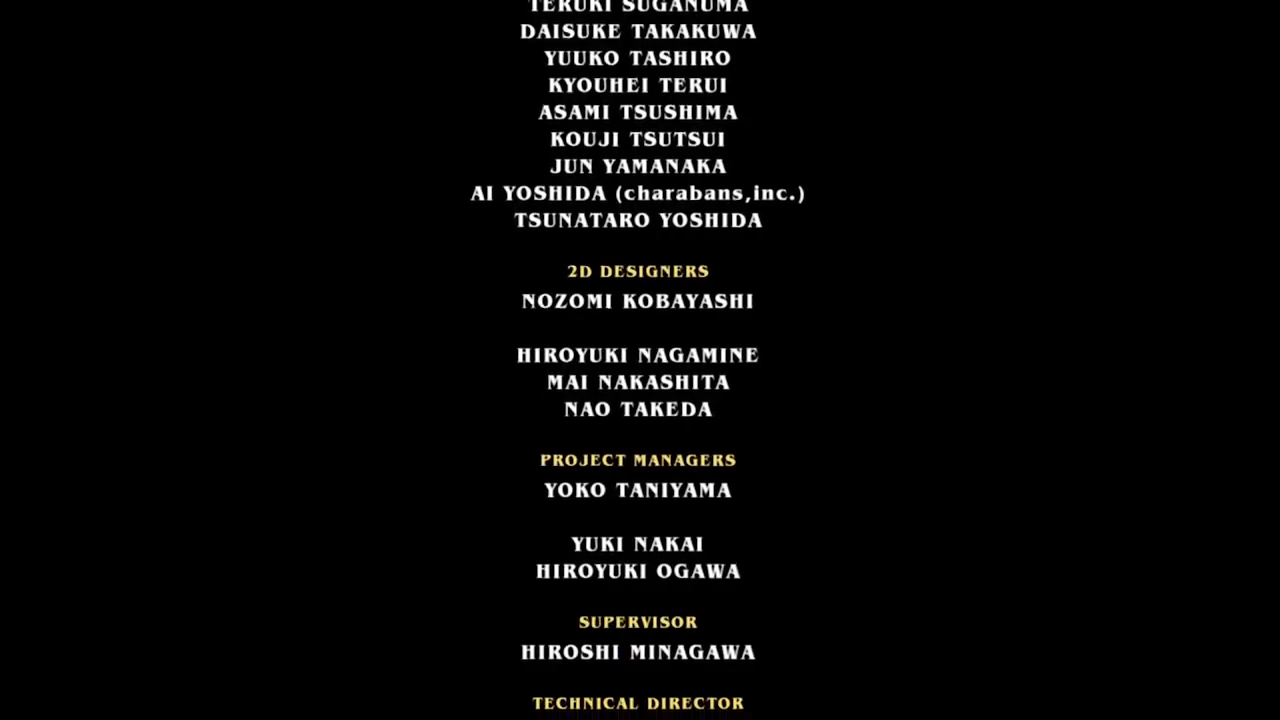 TERUKI SUGANUMA
DAISUKE TAKAKUWA
YUUKO TASHIRO
KYOUHEI TERUI
ASAMI TSUSHIMA
KOUJI TSUTSUI
JUN YAMANAKA
AI YOSHIDA (charabans,inc.)
TSUNATARO YOSHIDA
2D DESIGNERS
NOZOMI KOBAYASHI
HIROYUKI NAGAMINE
MAI NAKASHITA
NAO TAKEDA
PROJECT MANAGERS
YOKO TANIYAMA
YUKI NAKAI
HIROYUKI OGAWA
SUPERVISOR
HIROSHI MINAGAWA
TECHNICAL DIRECTOR